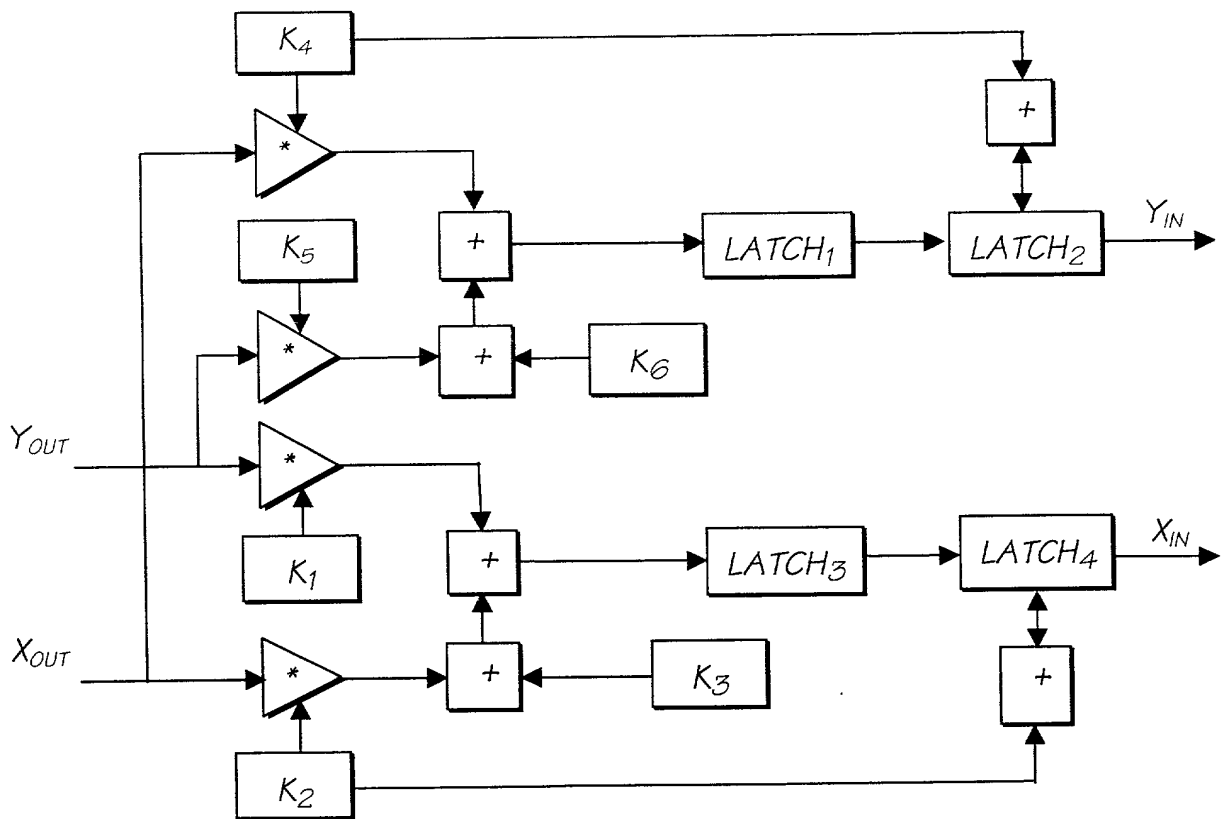 K4
+
*
YIN
+
LATCH1
LATCH2
K5
*
+
K6
YOUT
*
XIN
+
LATCH3
LATCH4
K1
XOUT
*
+
K3
+
K2